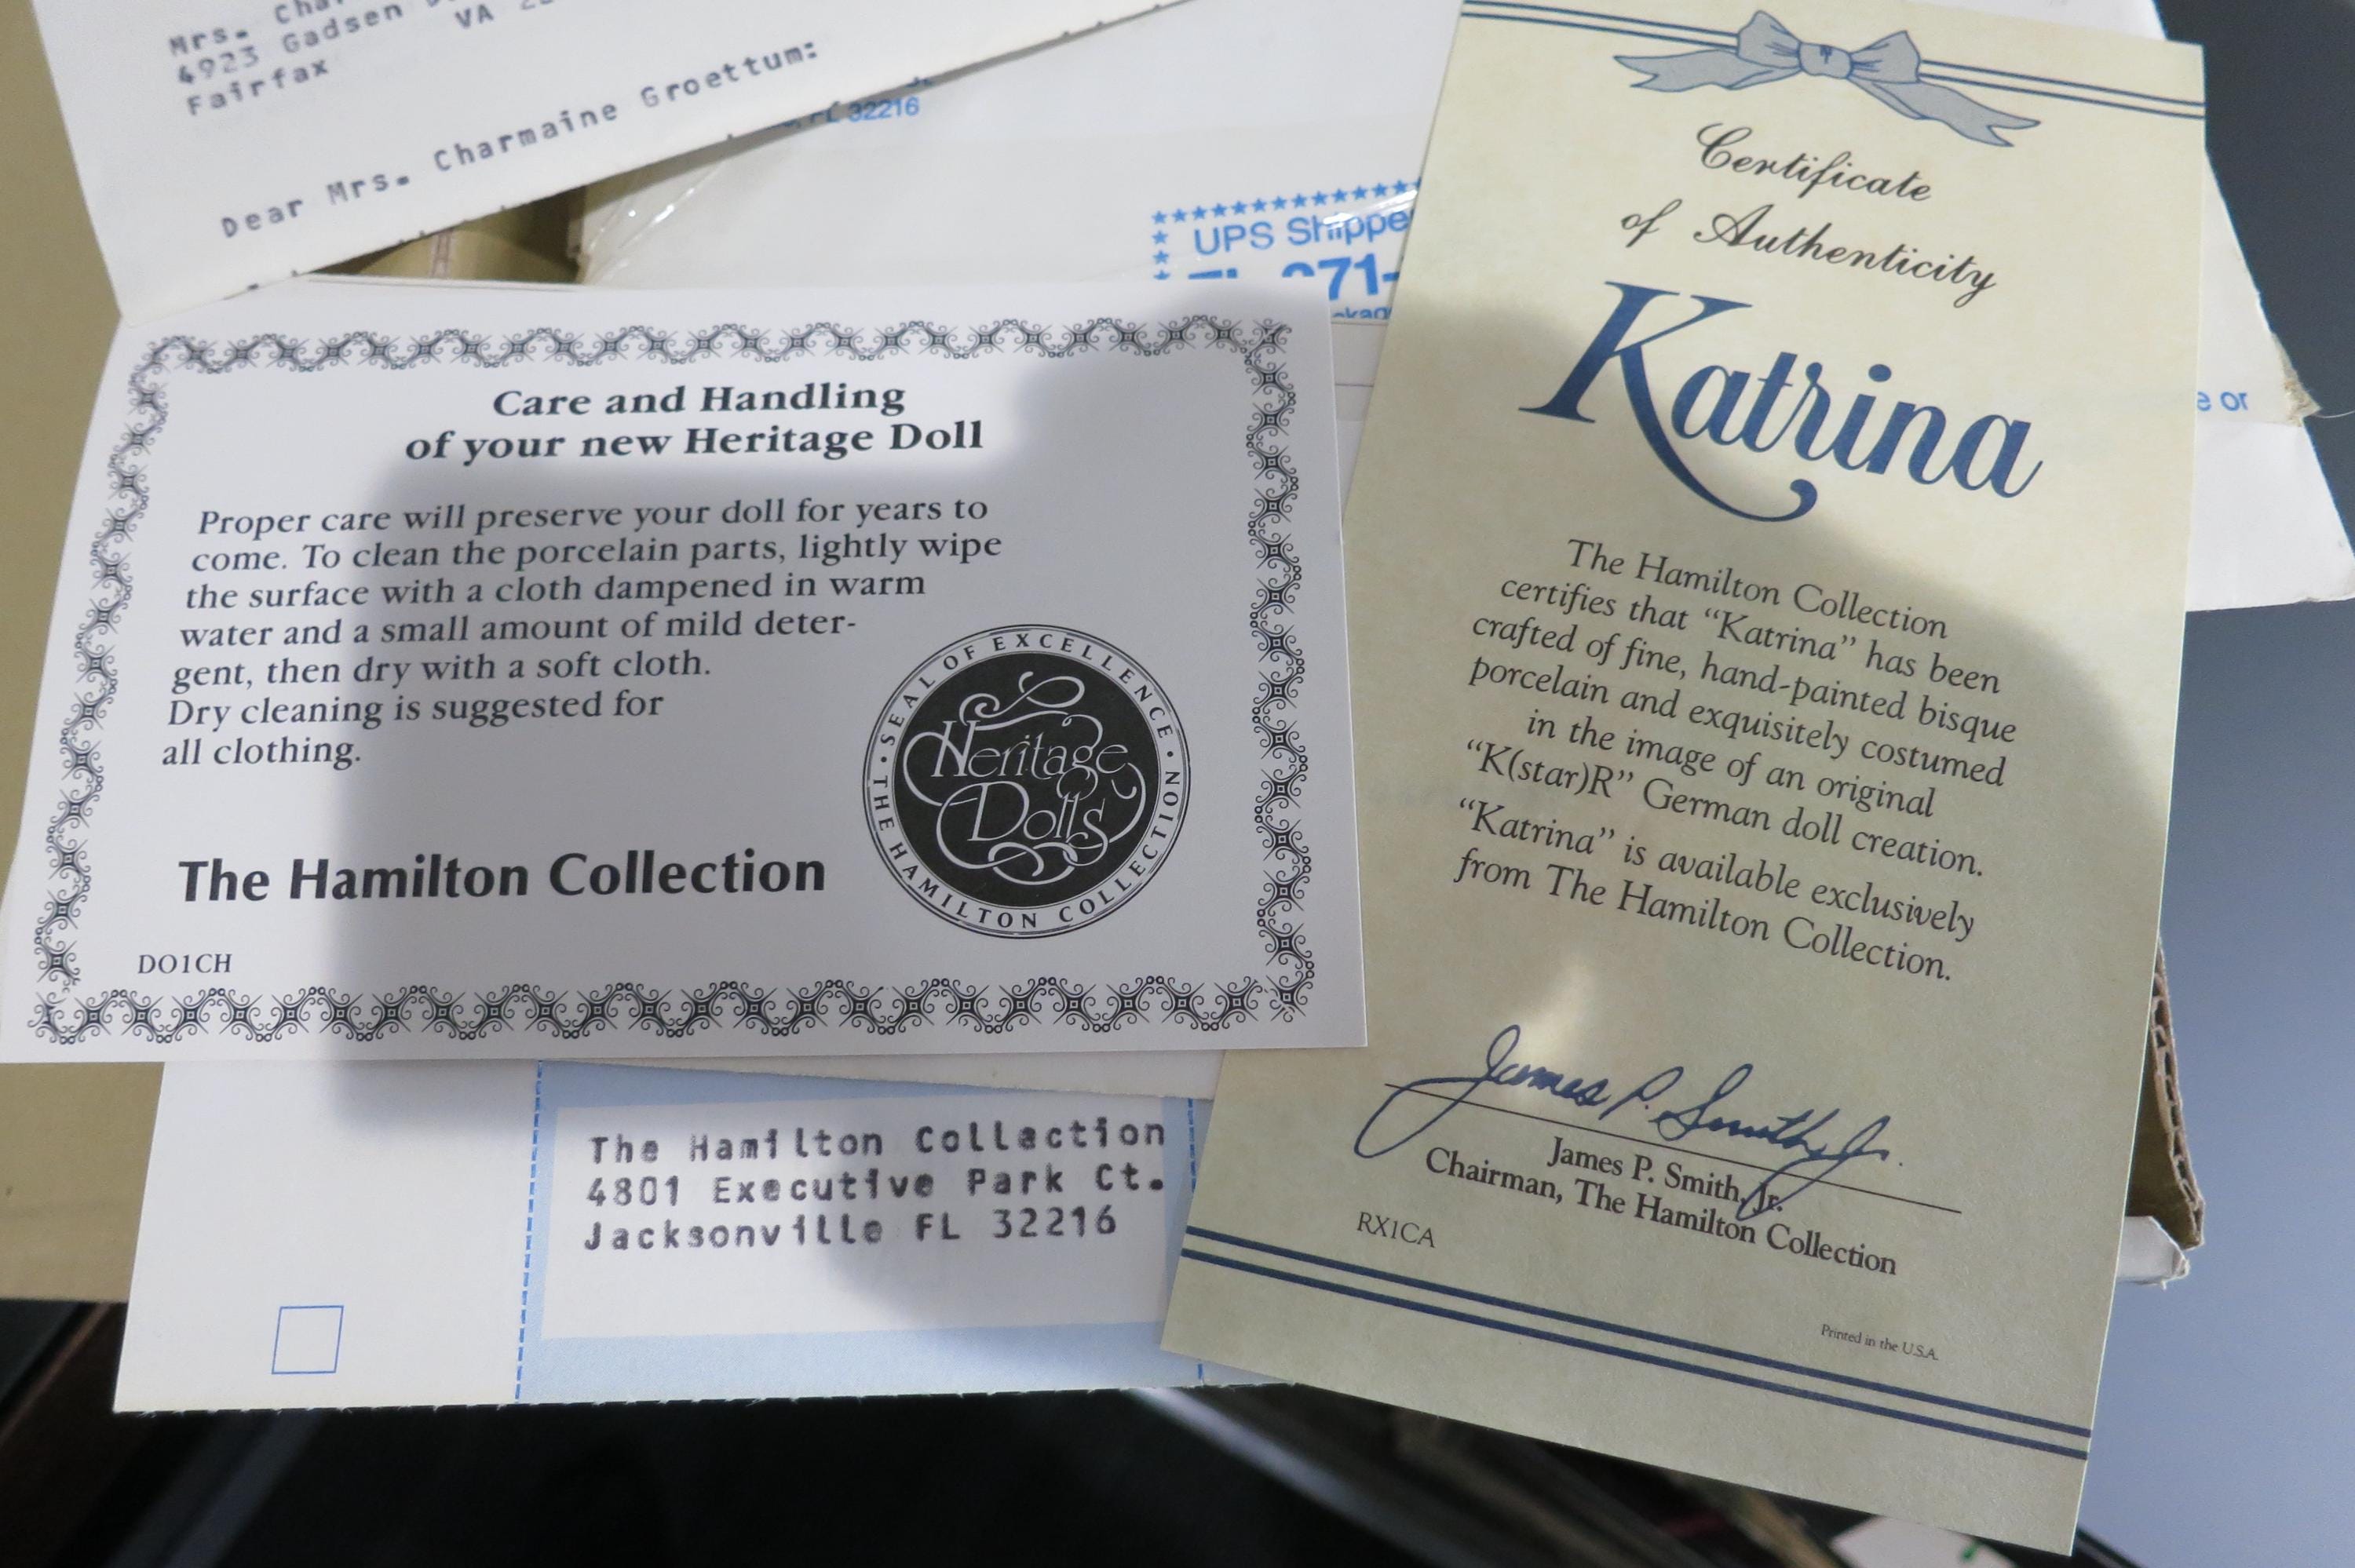 Mrs.
4923 Gadsen
Fairfax VA
Dear Mrs. Charmaine Groettum:
FL 32216
UPS
Care and Handling
of your new Heritage Doll
Proper care will preserve your doll for years to
come. To clean the porcelain parts, lightly wipe
the surface with a cloth dampened in warm
water and a small amount of mild deter-
gent, then dry with a soft cloth.
Dry cleaning is suggested for
all clothing.
The Hamilton Collection
DO1CH
• SEAL OF EXCELLENCE • THE HAMILTON COLLECTION
Heritage
Dolls
The Hamilton Collection
4801 Executive Park Ct.
Jacksonville FL 32216
Certificate
of Authenticity
Katrina
The Hamilton Collection
certifies that “Katrina” has been
crafted of fine, hand-painted bisque
porcelain and exquisitely costumed
in the image of an original
“K(star)R” German doll creation.
“Katrina” is available exclusively
from The Hamilton Collection.
James P. Smith, Jr.
James P. Smith, Jr.
Chairman, The Hamilton Collection
RX1CA
Printed in the U.S.A.
e or